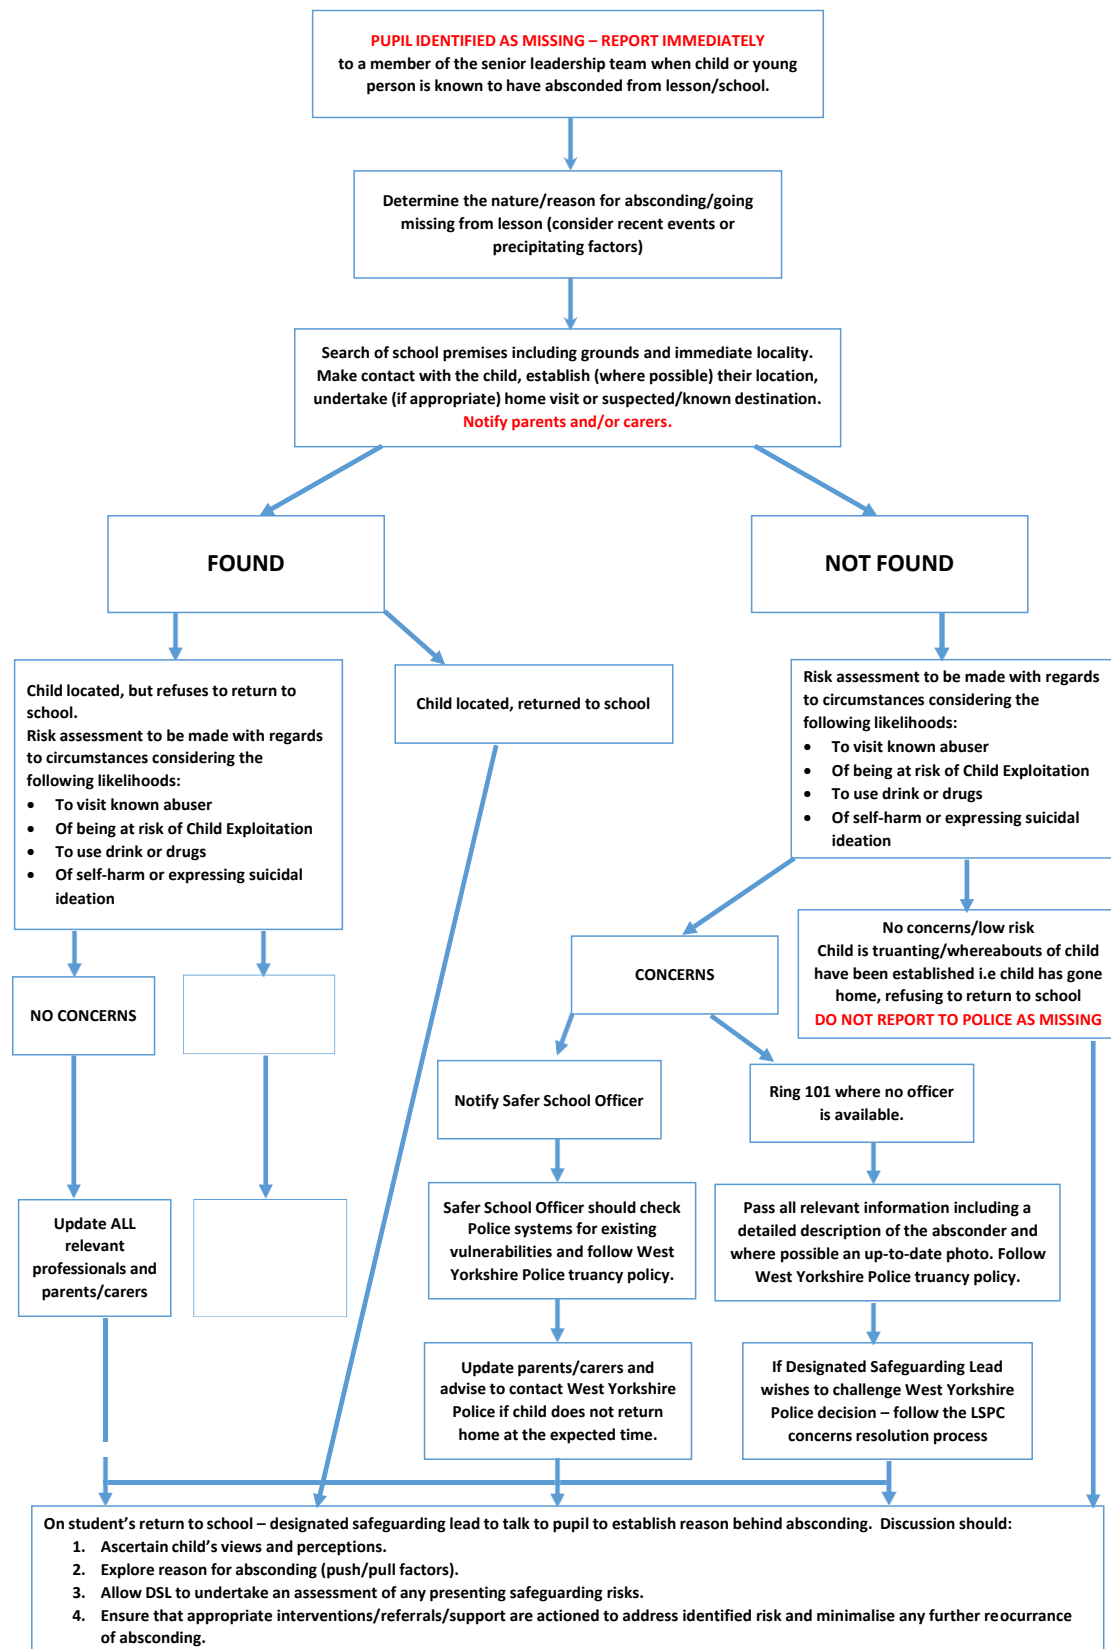 PUPIL IDENTIFIED AS MISSING – REPORT IMMEDIATELY
to a member of the senior leadership team when child or young
person is known to have absconded from lesson/school.
Determine the nature/reason for absconding/going
missing from lesson (consider recent events or
precipitating factors)
Search of school premises including grounds and immediate locality.
Make contact with the child, establish (where possible) their location,
undertake (if appropriate) home visit or suspected/known destination.
Notify parents and/or carers.
FOUND
NOT FOUND
Child located, but refuses to return to
school.
Risk assessment to be made with regards
to circumstances considering the
following likelihoods:
• To visit known abuser
• Of being at risk of Child Exploitation
• To use drink or drugs
• Of self-harm or expressing suicidal
ideation
Child located, returned to school
Risk assessment to be made with regards
to circumstances considering the
following likelihoods:
• To visit known abuser
• Of being at risk of Child Exploitation
• To use drink or drugs
• Of self-harm or expressing suicidal
ideation
NO CONCERNS
CONCERNS
No concerns/low risk
Child is truanting/whereabouts of child
have been established i.e child has gone
home, refusing to return to school
DO NOT REPORT TO POLICE AS MISSING
Notify Safer School Officer
Ring 101 where no officer
is available.
Update ALL
relevant
professionals and
parents/carers
Safer School Officer should check
Police systems for existing
vulnerabilities and follow West
Yorkshire Police truancy policy.
Pass all relevant information including a
detailed description of the absconder and
where possible an up-to-date photo. Follow
West Yorkshire Police truancy policy.
Update parents/carers and
advise to contact West Yorkshire
Police if child does not return
home at the expected time.
If Designated Safeguarding Lead
wishes to challenge West Yorkshire
Police decision – follow the LSPC
concerns resolution process
On student's return to school – designated safeguarding lead to talk to pupil to establish reason behind absconding. Discussion should:
1. Ascertain child's views and perceptions.
2. Explore reason for absconding (push/pull factors).
3. Allow DSL to undertake an assessment of any presenting safeguarding risks.
4. Ensure that appropriate interventions/referrals/support are actioned to address identified risk and minimalise any further reocurrance
of absconding.